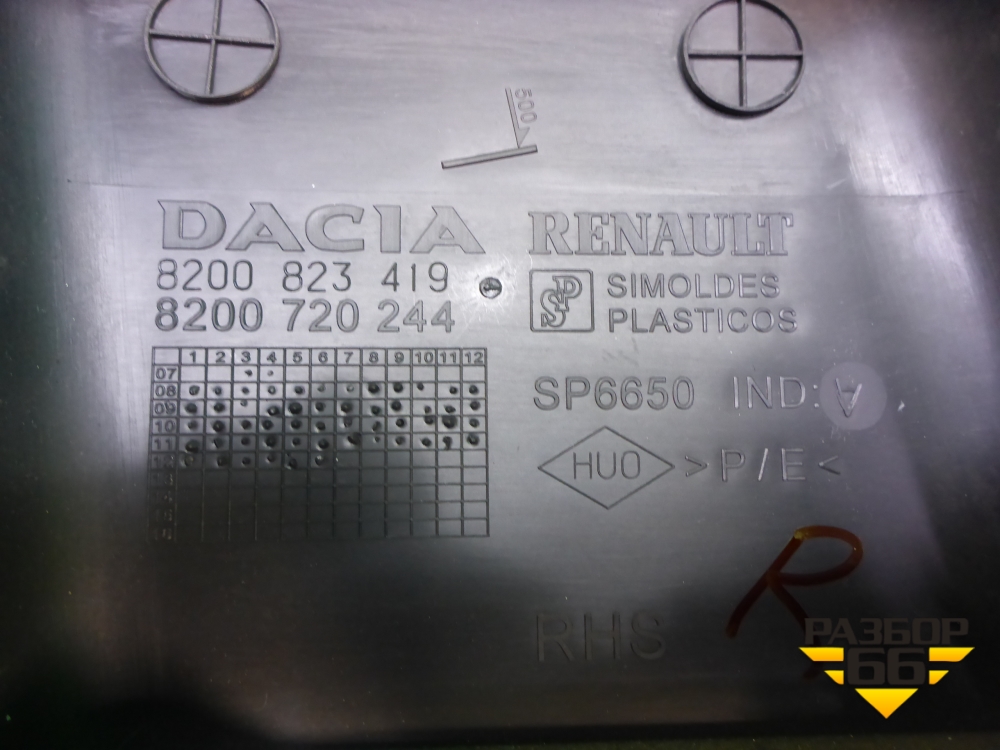 500
DACIA
8200 823 419
8200 720 244
RENAULT
SP SIMOLDES
PLASTICOS
1 2 3 4 5 6 7 8 9 10 11 12
07
08
09
10
11
SP6650 IND: A
HUO >P/E<
RHS
R
РАЗБОР
66